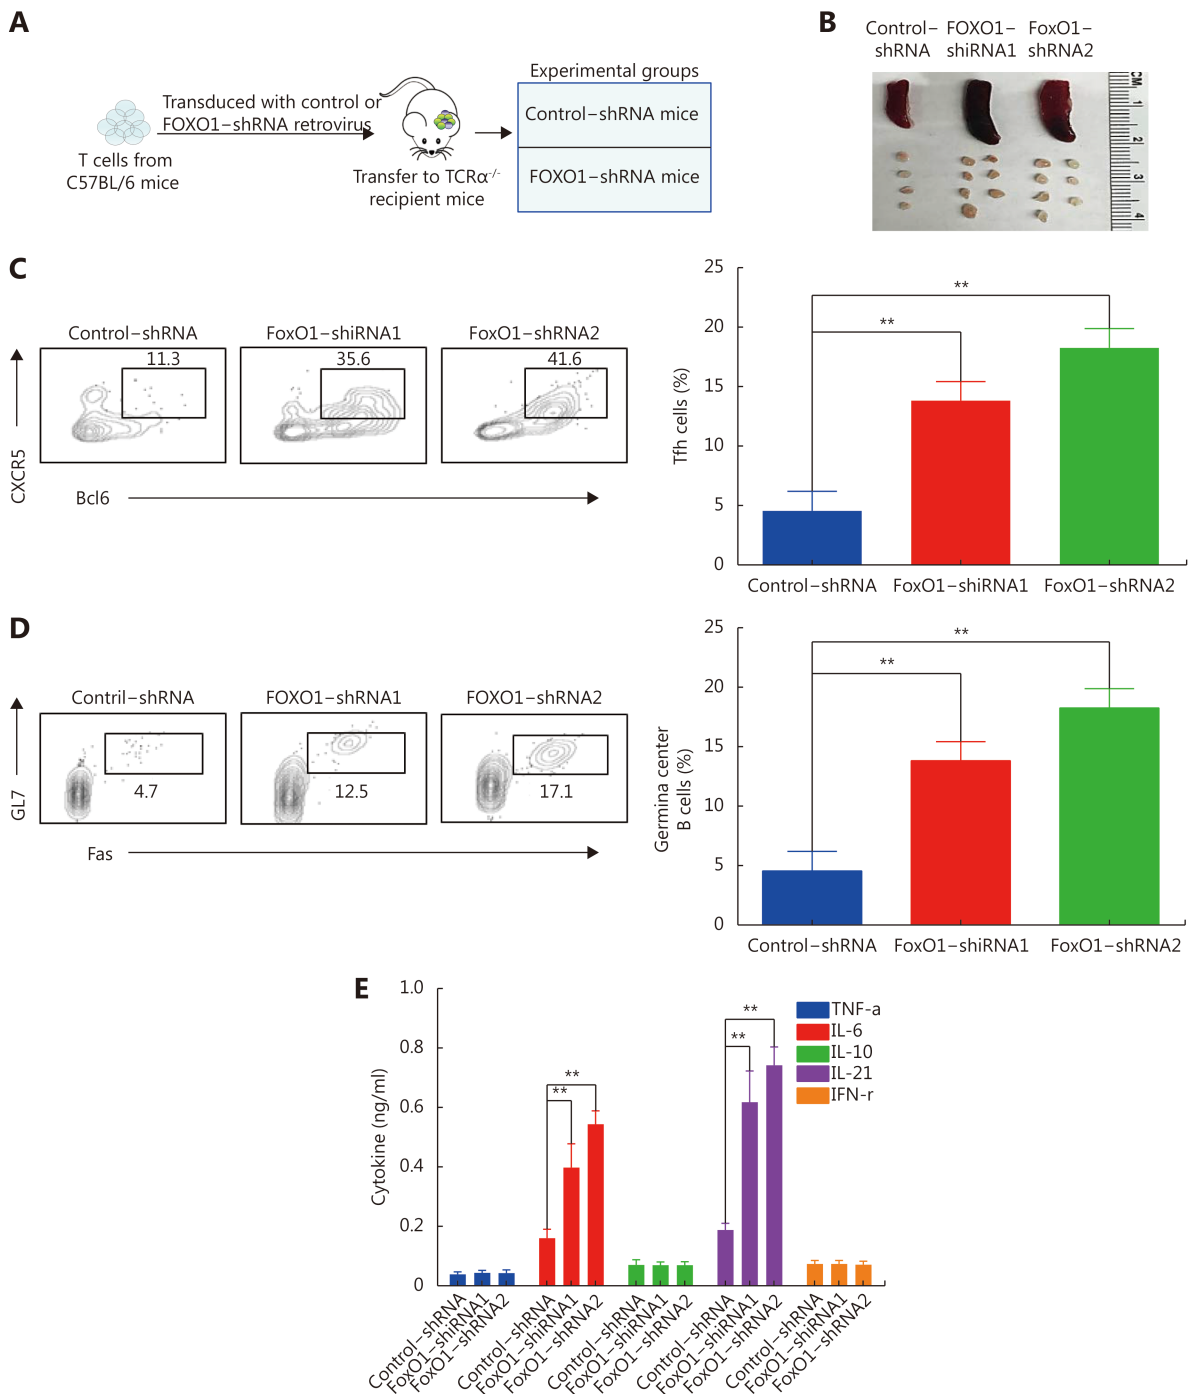 A
Transduced with control or
FOXO1-shRNA retrovirus
T cells from
C57BL/6 mice
Transfer to TCRα-/-
recipient mice
Experimental groups
Control-shRNA mice
FOXO1-shRNA mice
B
Control-
shRNA
FOXO1-
shiRNA1
FoxO1-
shRNA2
CM
1
2
3
4
C
Control-shRNA
FoxO1-shiRNA1
FoxO1-shRNA2
11.3
35.6
41.6
CXCR5
Bcl6
25
20
15
10
5
0
Tfh cells (%)
**
**
Control-shRNA
FoxO1-shiRNA1
FoxO1-shRNA2
D
Contril-shRNA
FOXO1-shRNA1
FOXO1-shRNA2
4.7
12.5
17.1
GL7
Fas
25
20
15
10
5
0
Germina center
B cells (%)
**
**
Control-shRNA
FoxO1-shiRNA1
FoxO1-shRNA2
E
1.0
0.8
0.6
0.4
0.2
0
Cytokine (ng/ml)
**
**
**
**
TNF-a
IL-6
IL-10
IL-21
IFN-r
Control-shRNA
FoxO1-shiRNA1
FoxO1-shRNA2
Control-shRNA
FoxO1-shiRNA1
FoxO1-shRNA2
Control-shRNA
FoxO1-shiRNA1
FoxO1-shRNA2
Control-shRNA
FoxO1-shiRNA1
FoxO1-shRNA2
Control-shRNA
FoxO1-shiRNA1
FoxO1-shRNA2